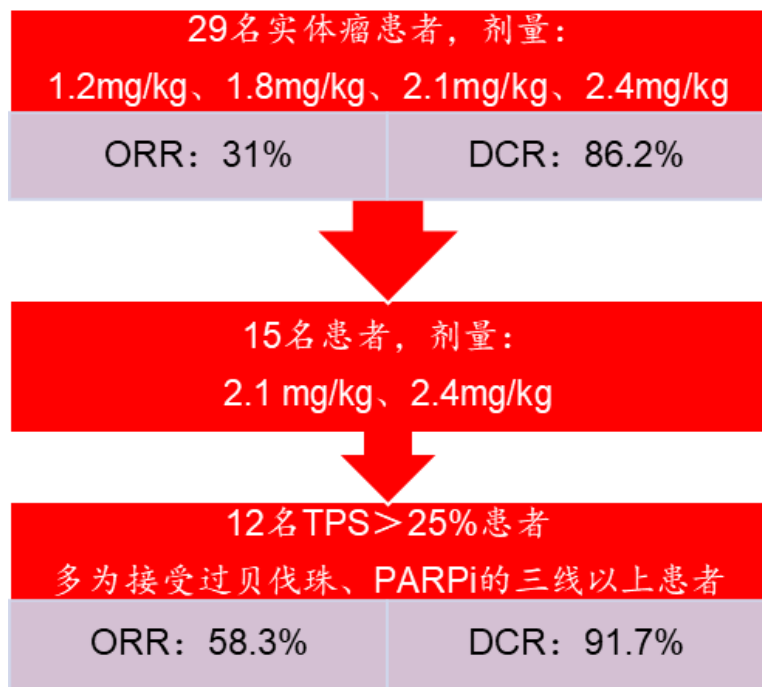 29名实体瘤患者，剂量：
1.2mg/kg、1.8mg/kg、2.1mg/kg、2.4mg/kg
ORR：31%
DCR：86.2%
15名患者，剂量：
2.1 mg/kg、2.4mg/kg
12名TPS＞25%患者
多为接受过贝伐珠、PARPi的三线以上患者
ORR：58.3%
DCR：91.7%